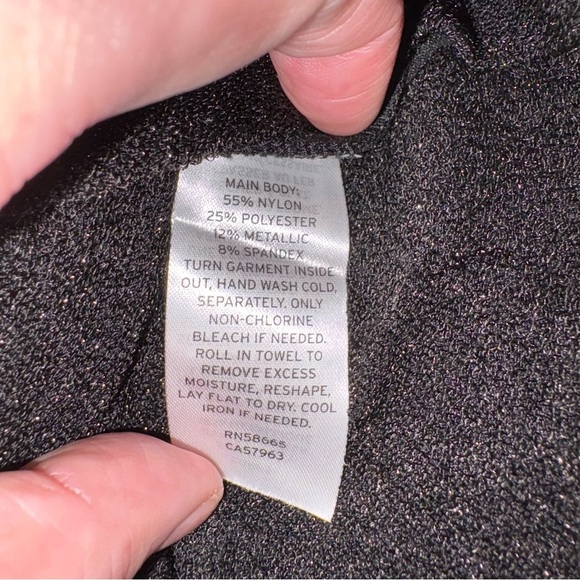 MAIN BODY:
55% NYLON
25% POLYESTER
12% METALLIC
8% SPANDEX
TURN GARMENT INSIDE
OUT, HAND WASH COLD,
SEPARATELY. ONLY
NON-CHLORINE
BLEACH IF NEEDED.
ROLL IN TOWEL TO
REMOVE EXCESS
MOISTURE, RESHAPE,
LAY FLAT TO DRY. COOL
IRON IF NEEDED.
RN58665
CA57963